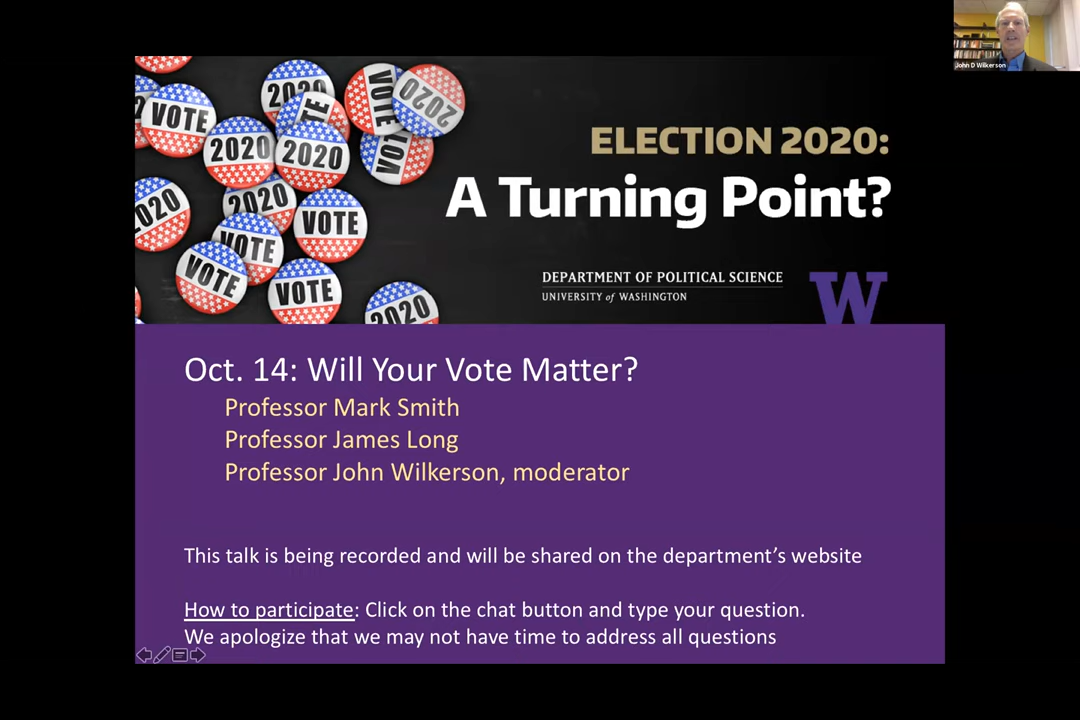 VOTE
2020
VOTE
2020
2020
2020
VOTE
2020
VOTE
2020
VOTE
VOTE
VOTE
VOTE
2020
ELECTION 2020:
A Turning Point?
DEPARTMENT OF POLITICAL SCIENCE
UNIVERSITY of WASHINGTON
W
Oct. 14: Will Your Vote Matter?
Professor Mark Smith
Professor James Long
Professor John Wilkerson, moderator
This talk is being recorded and will be shared on the department’s website
How to participate: Click on the chat button and type your question.
We apologize that we may not have time to address all questions
John D Wilkerson